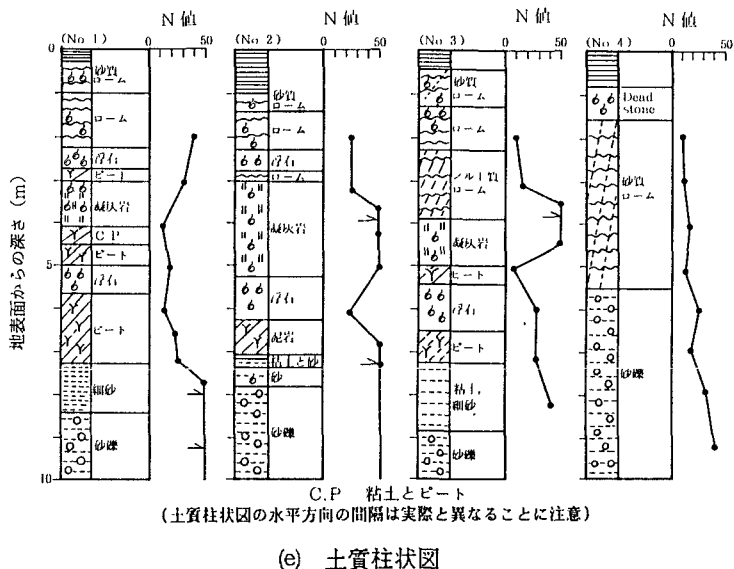 N 値
N 値
N 値
N 値
(No 1)
0
50
(No 2)
0
50
(No 3)
0
50
(No 4)
0
50
0
5
10
地表面からの深さ (m)
砂質
ローム
ローム
浮石
ピート
凝灰岩
C.P
ピート
浮石
ピート
細砂
砂礫
砂質
ローム
ローム
浮石
ローム
凝灰岩
浮石
泥岩
粘土と砂
砂
砂礫
砂質
ローム
ローム
シルト質
ローム
凝灰岩
ピート
浮石
ピート
粘土,
細砂
砂礫
Dead
stone
砂質
ローム
砂礫
C.P 粘土とピート
(土質柱状図の水平方向の間隔は実際と異なることに注意)
(e) 土質柱状図